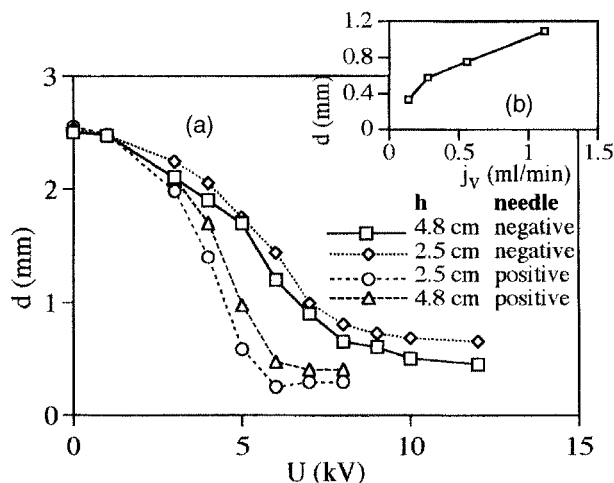 1.2
0.8
0.4
0
d (mm)
(b)
0 0.5 1 1.5
j_v (ml/min)
3
2
1
0
d (mm)
(a)
h needle
4.8 cm negative
2.5 cm negative
2.5 cm positive
4.8 cm positive
0 5 10 15
U (kV)